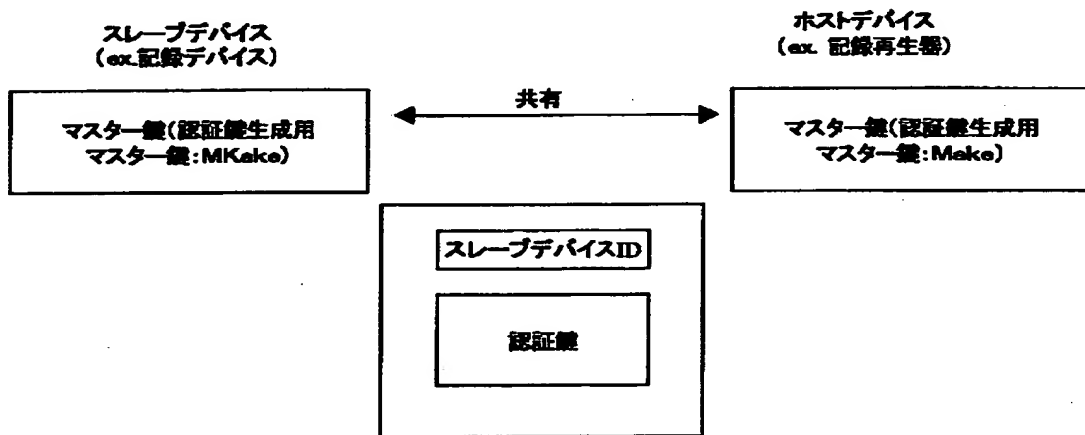 スレーブデバイス
(ex.記録デバイス)
ホストデバイス
(ex. 記録再生器)
共有
マスター鍵(認証鍵生成用
マスター鍵:MKake)
マスター鍵(認証鍵生成用
マスター鍵:Make)
スレーブデバイスID
認証鍵